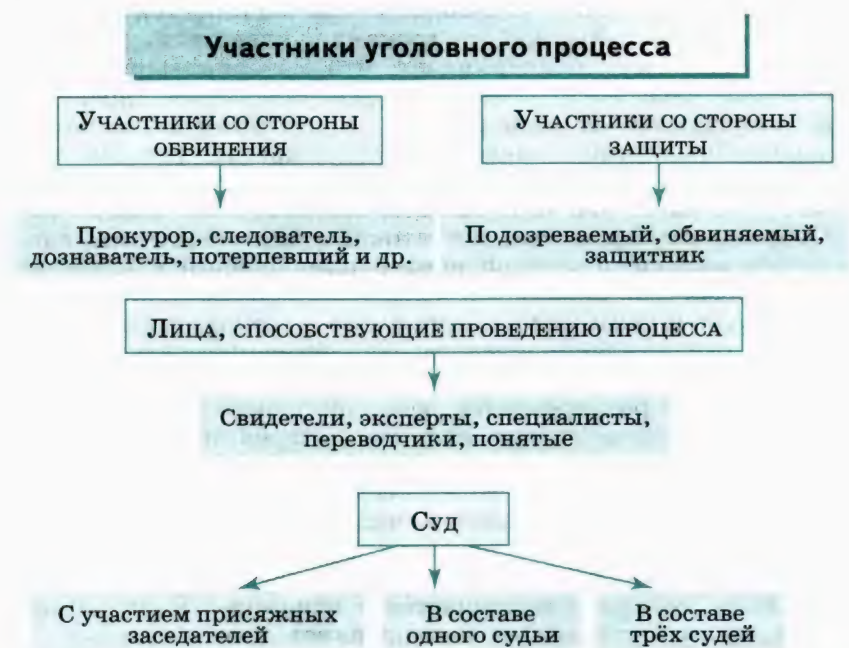 Участники уголовного процесса
Участники со стороны
обвинения
Участники со стороны
защиты
Прокурор, следователь,
дознаватель, потерпевший и др.
Подозреваемый, обвиняемый,
защитник
Лица, способствующие проведению процесса
Свидетели, эксперты, специалисты,
переводчики, понятые
Суд
С участием присяжных
заседателей
В составе
одного судьи
В составе
трёх судей